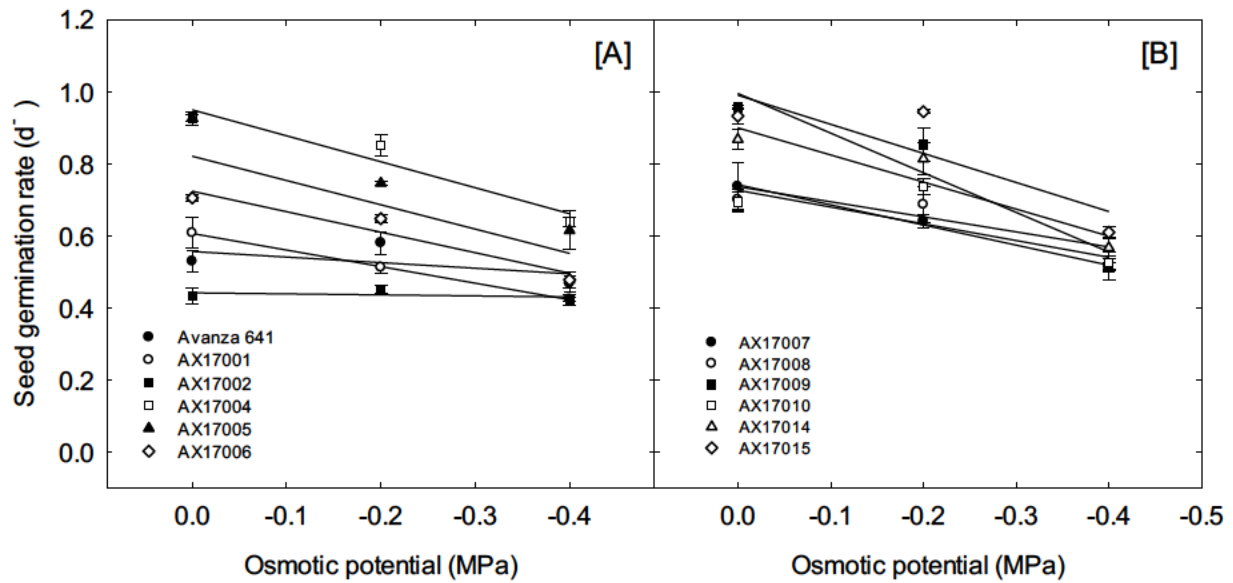 Seed germination rate (d⁻ )
1.2
1.0
0.8
0.6
0.4
0.2
0.0
[A]
Avanza 641
AX17001
AX17002
AX17004
AX17005
AX17006
0.0 -0.1 -0.2 -0.3 -0.4
Osmotic potential (MPa)
[B]
AX17007
AX17008
AX17009
AX17010
AX17014
AX17015
0.0 -0.1 -0.2 -0.3 -0.4 -0.5
Osmotic potential (MPa)